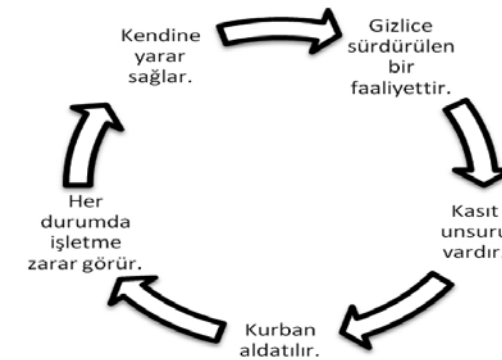 Kendine
yarar
sağlar.
Gizlice
sürdürülen
bir
faaliyettir.
Kasıt
unsuru
vardır.
Kurban
aldatılır.
Her
durumda
işletme
zarar görür.